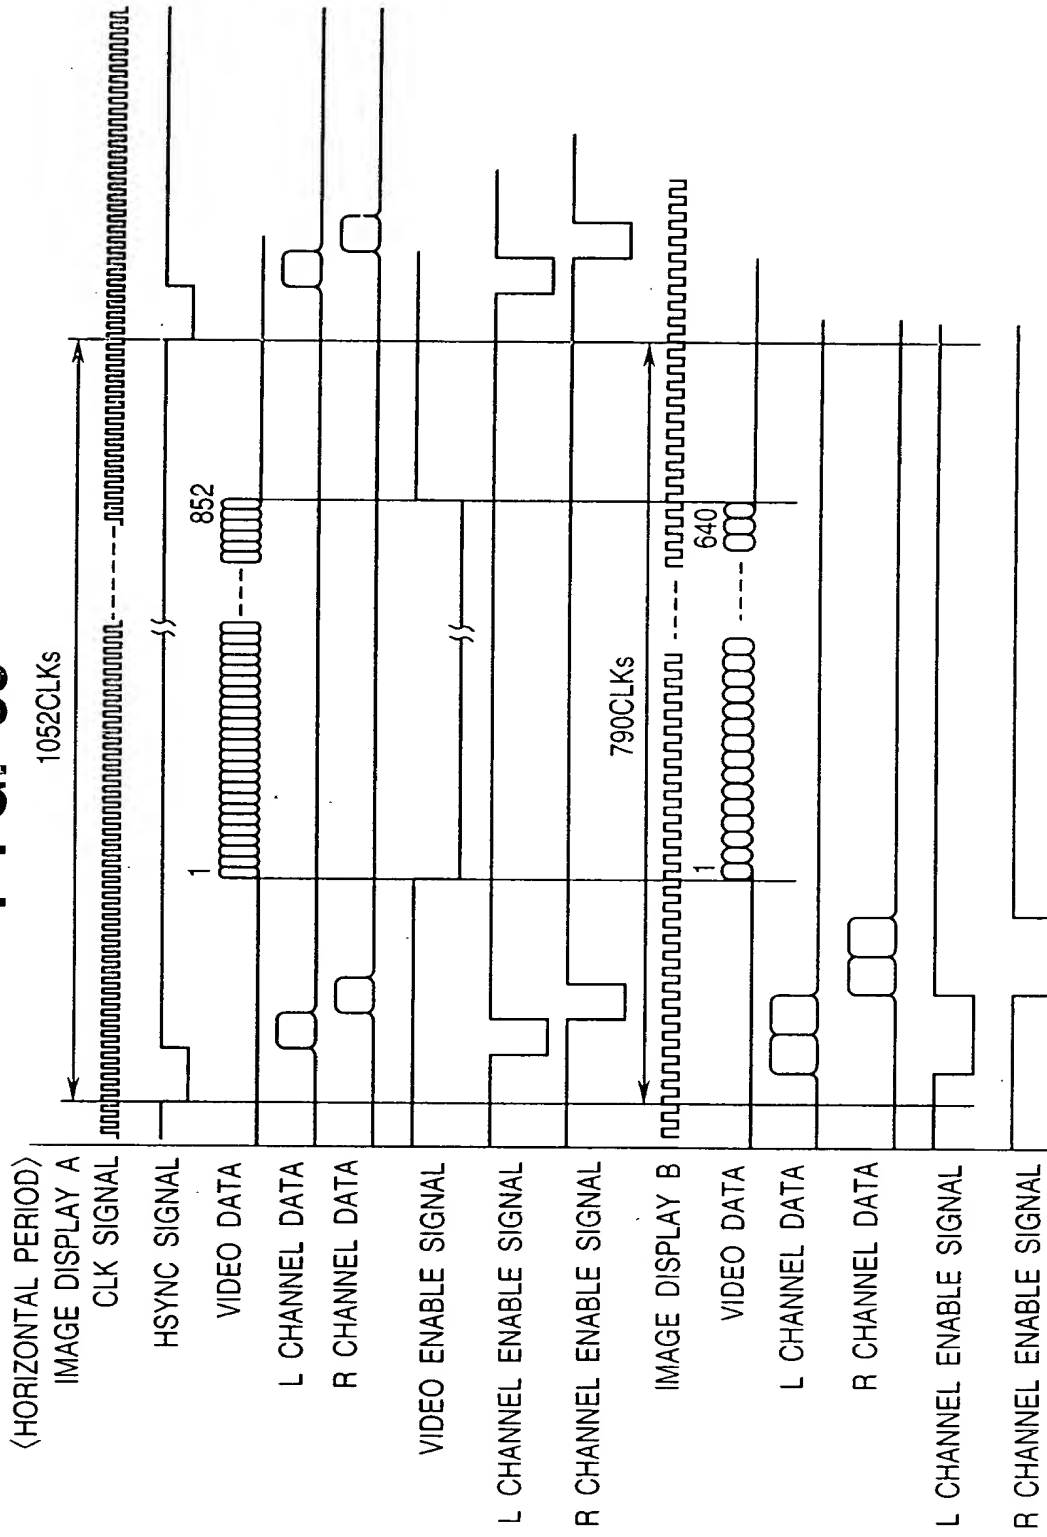 〈HORIZONTAL PERIOD〉
IMAGE DISPLAY A
1052CLKs
CLK SIGNAL
HSYNC SIGNAL
1
852
VIDEO DATA
L CHANNEL DATA
R CHANNEL DATA
VIDEO ENABLE SIGNAL
L CHANNEL ENABLE SIGNAL
R CHANNEL ENABLE SIGNAL
790CLKs
IMAGE DISPLAY B
1
640
VIDEO DATA
L CHANNEL DATA
R CHANNEL DATA
L CHANNEL ENABLE SIGNAL
R CHANNEL ENABLE SIGNAL